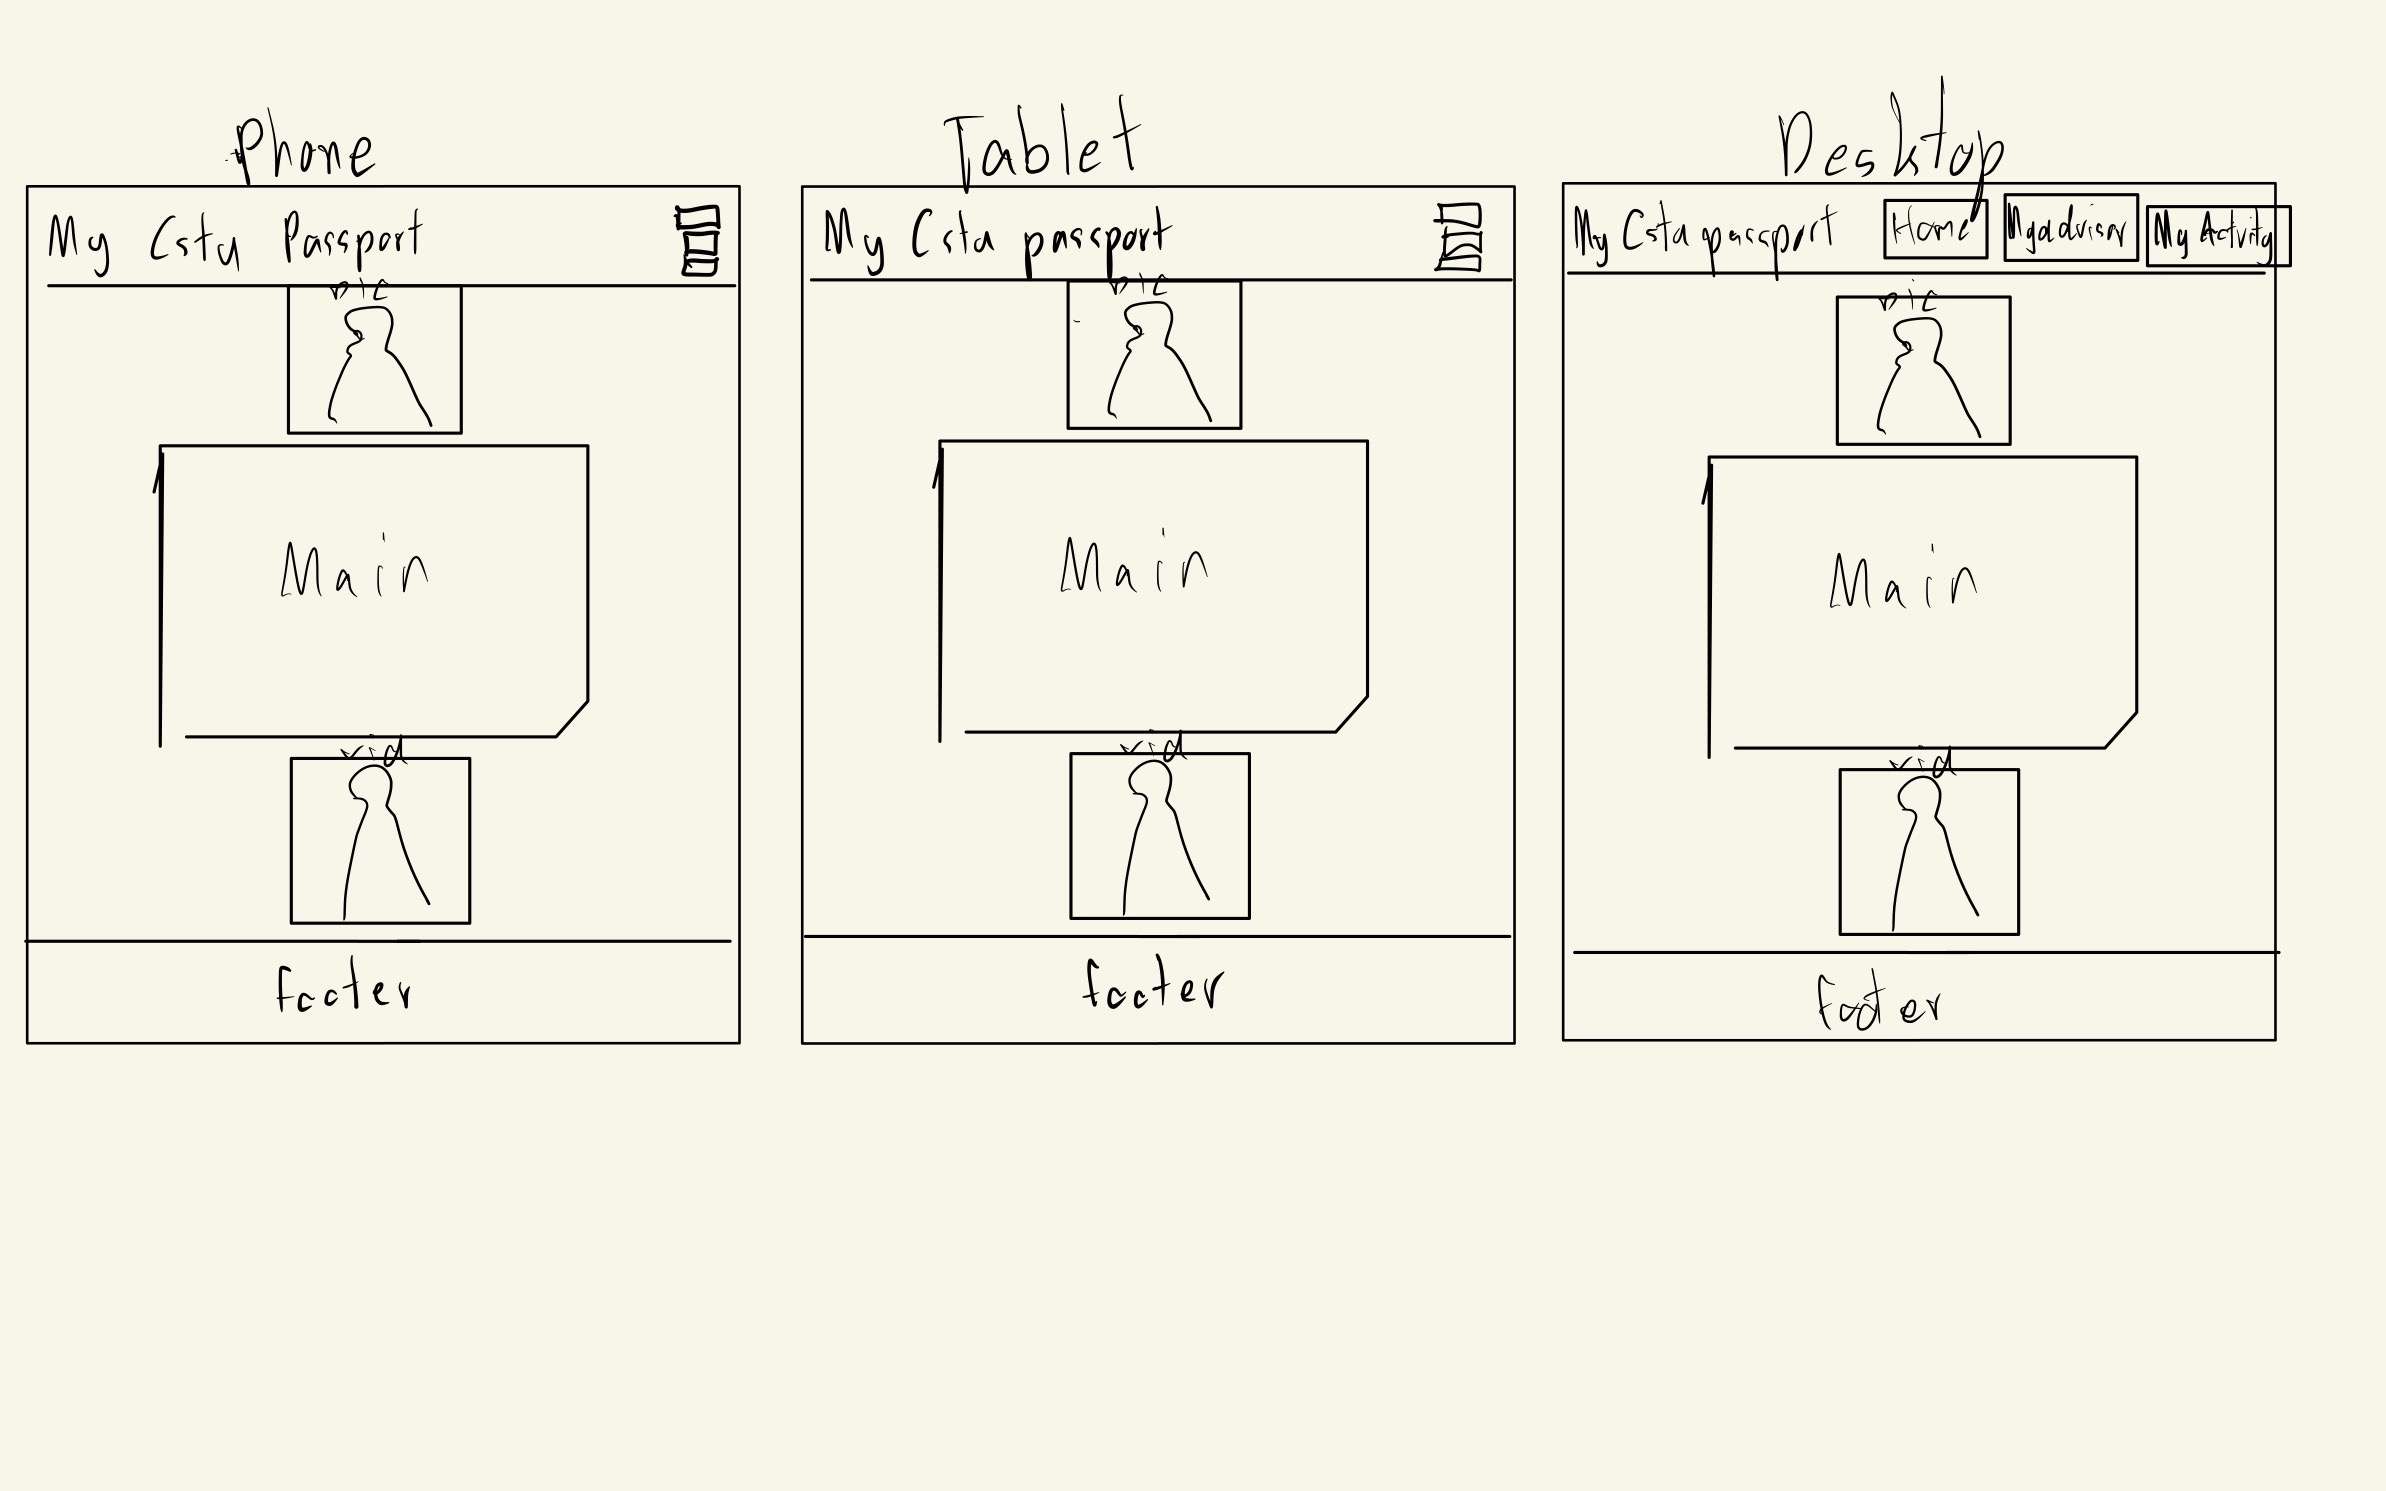 Phone
Tablet
Desktop
My Csta Passport
pic
Main
vid
footer
My Csta passport
pic
Main
vid
footer
My Csta passport
Home
My advisor
My Activity
pic
Main
vid
footer